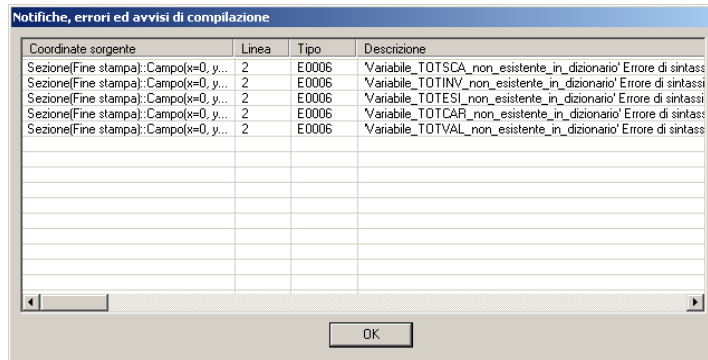 Notifiche, errori ed avvisi di compilazione
Coordinate sorgente Linea Tipo Descrizione
Sezione(Fine stampa)::Campo(x=0, y... 2 E0006 'Variabile_TOTSCA_non_esistente_in_dizionario' Errore di sintassi
Sezione(Fine stampa)::Campo(x=0, y... 2 E0006 'Variabile_TOTINV_non_esistente_in_dizionario' Errore di sintassi
Sezione(Fine stampa)::Campo(x=0, y... 2 E0006 'Variabile_TOTESI_non_esistente_in_dizionario' Errore di sintassi
Sezione(Fine stampa)::Campo(x=0, y... 2 E0006 'Variabile_TOTCAR_non_esistente_in_dizionario' Errore di sintass
Sezione(Fine stampa)::Campo(x=0, y... 2 E0006 'Variabile_TOTVAL_non_esistente_in_dizionario' Errore di sintass
OK